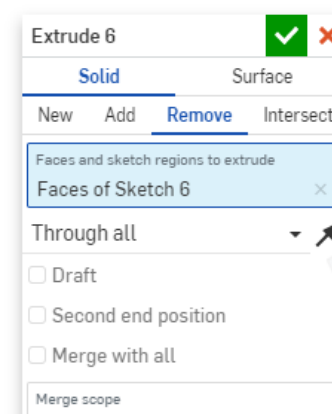 Extrude 6
Solid Surface
New Add Remove Intersect
Faces and sketch regions to extrude
Faces of Sketch 6
Through all
Draft
Second end position
Merge with all
Merge scope